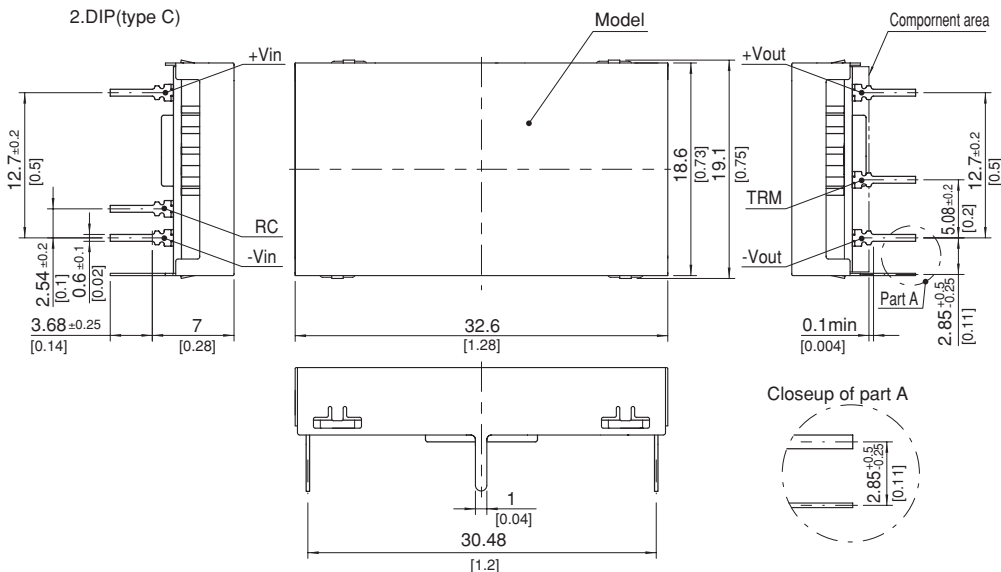 2.DIP(type C)
Model
Compornent area
+Vin
+Vout
12.7±0.2
[0.5]
RC
-Vin
2.54 ±0.2
[0.1]
0.6 ±0.1
[0.02]
3.68 ±0.25
[0.14]
7
[0.28]
18.6
[0.73]
19.1
[0.75]
32.6
[1.28]
TRM
-Vout
12.7±0.2
[0.5]
5.08±0.2
[0.2]
Part A
2.85 +0.5 -0.25
[0.11]
0.1min
[0.004]
1
[0.04]
30.48
[1.2]
Closeup of part A
2.85 +0.5 -0.25
[0.11]